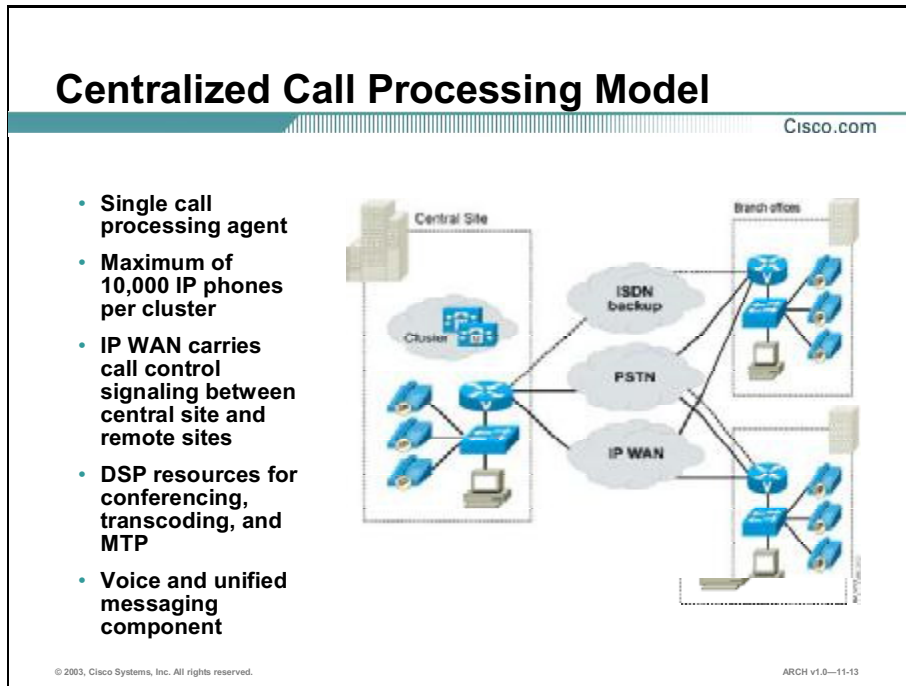 Centralized Call Processing Model
Cisco.com
• Single call
processing agent
• Maximum of
10,000 IP phones
per cluster
• IP WAN carries
call control
signaling between
central site and
remote sites
• DSP resources for
conferencing,
transcoding, and
MTP
• Voice and unified
messaging
component
Central Site
Cluster
ISDN
backup
PSTN
IP WAN
Branch offices
© 2003, Cisco Systems, Inc. All rights reserved.
ARCH v1.0—11-13